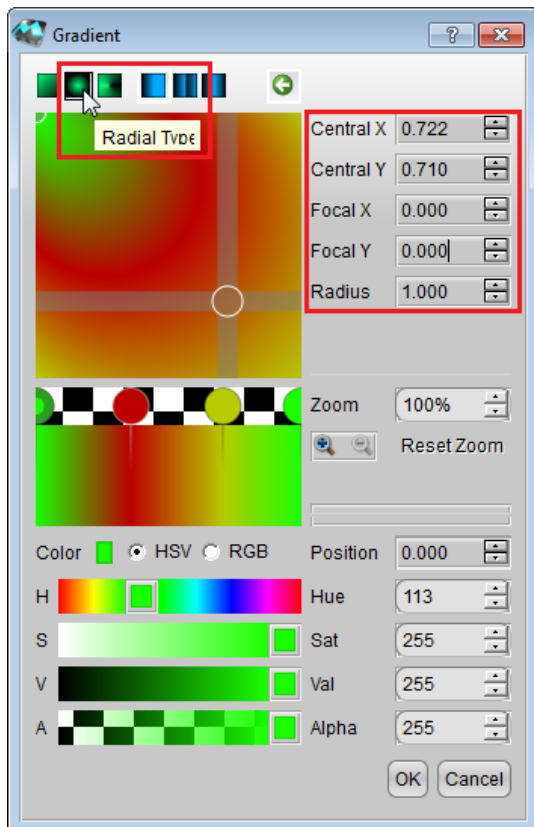 Gradient
Radial Type
Central X 0.722
Central Y 0.710
Focal X 0.000
Focal Y 0.000
Radius 1.000
Zoom 100%
Reset Zoom
Color HSV RGB Position 0.000
H Hue 113
S Sat 255
V Val 255
A Alpha 255
OK Cancel